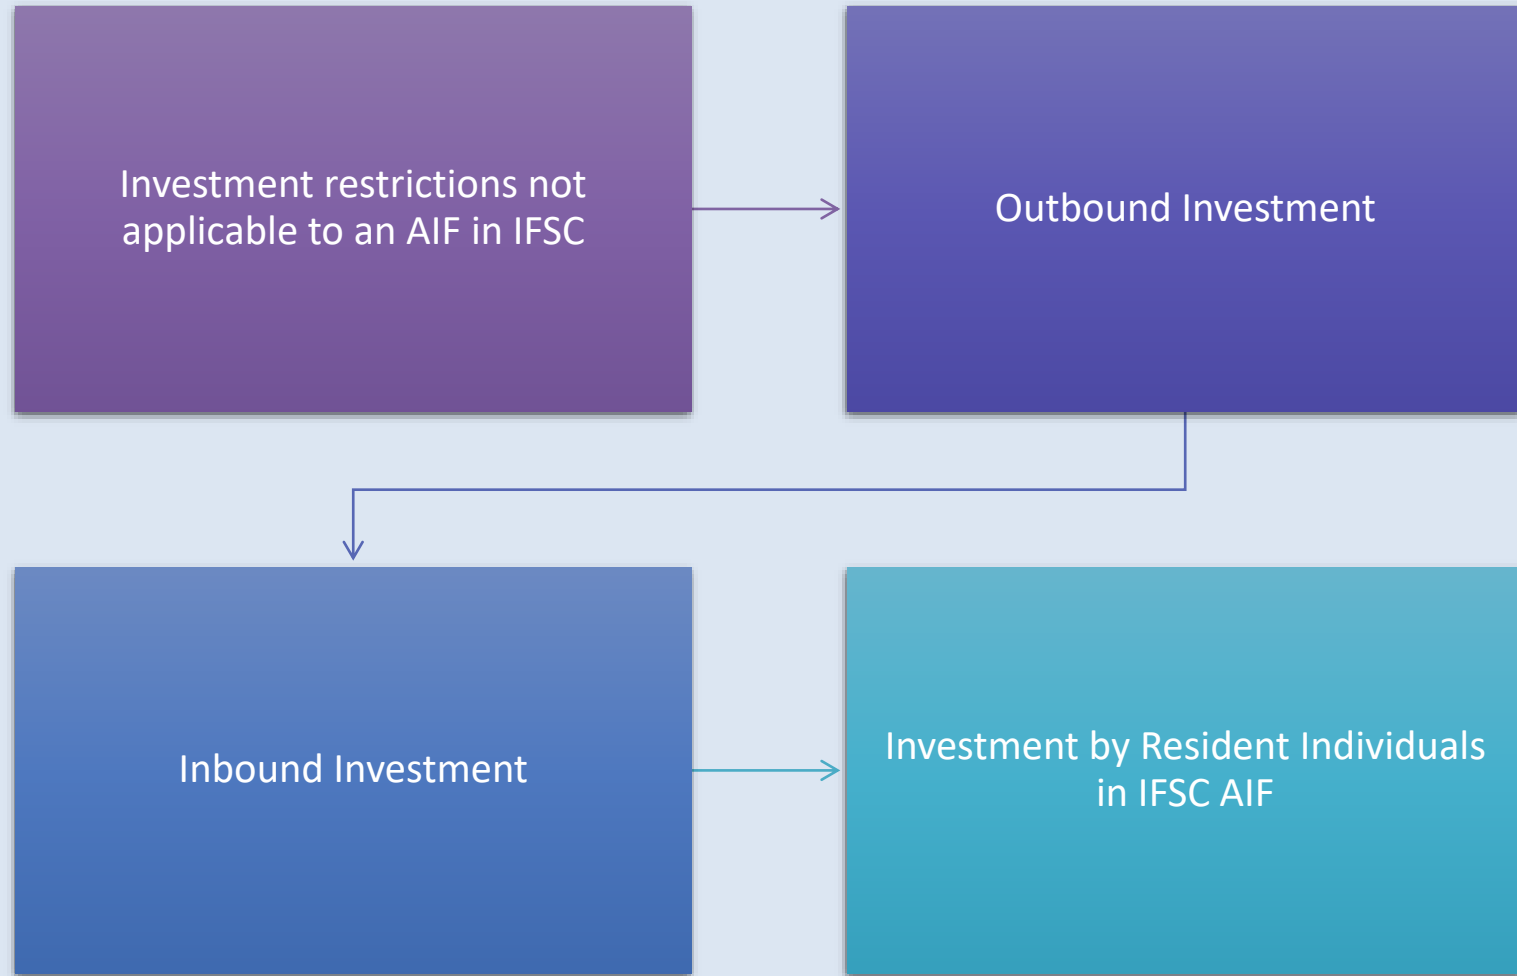 Investment restrictions not
applicable to an AIF in IFSC
Outbound Investment
Inbound Investment
Investment by Resident Individuals
in IFSC AIF